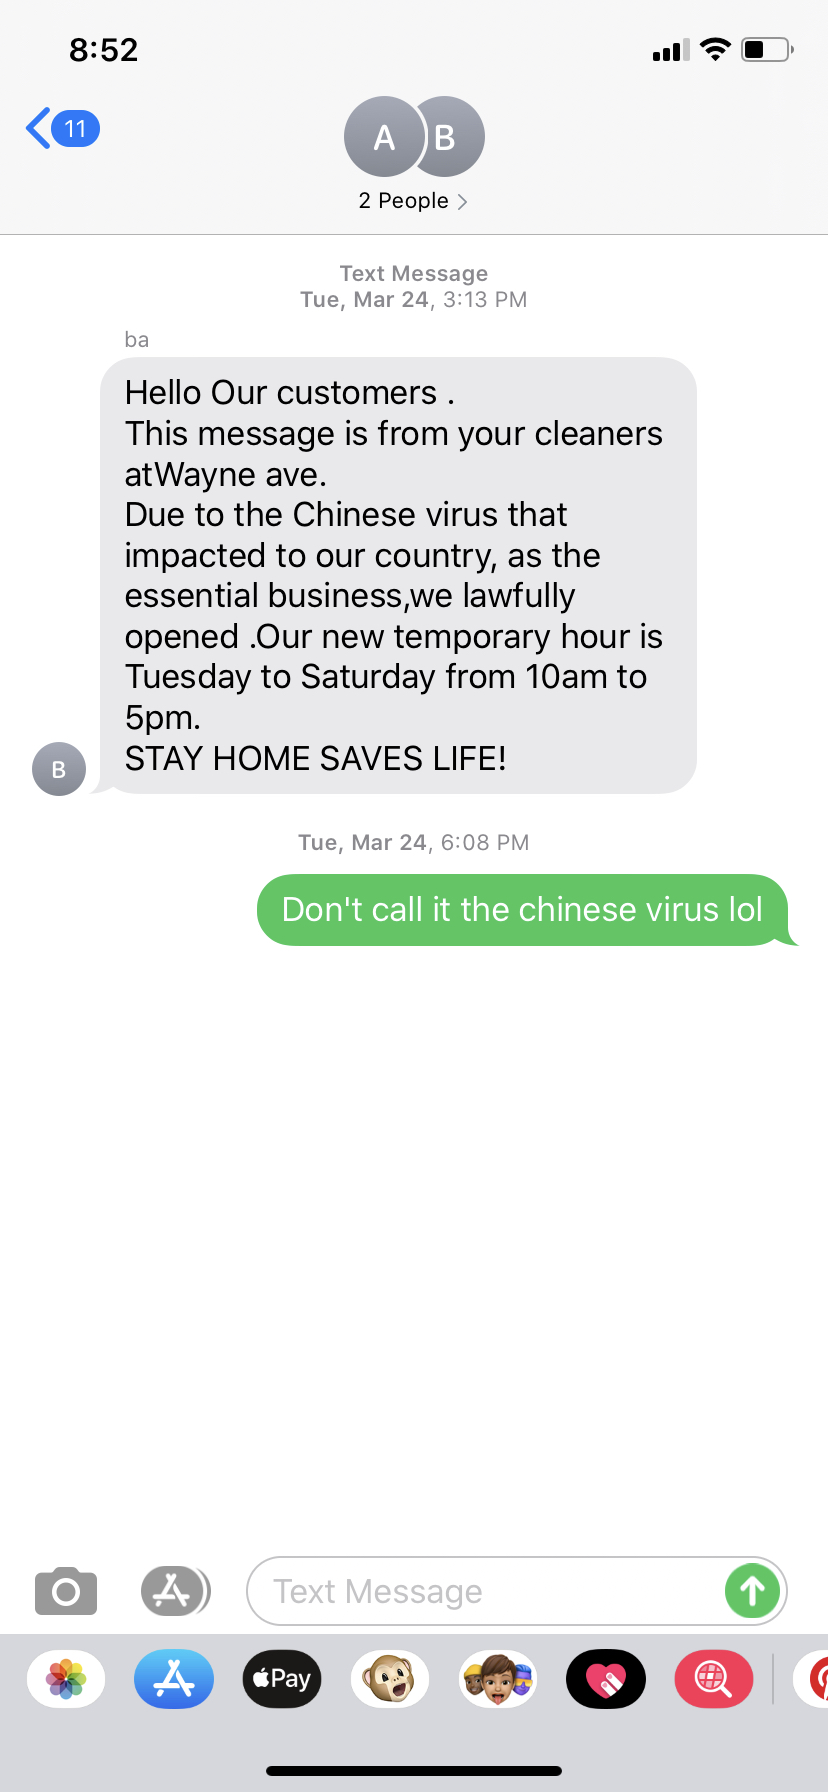 8:52
11
A B
2 People
Text Message
Tue, Mar 24, 3:13 PM
ba
Hello Our customers .
This message is from your cleaners
atWayne ave.
Due to the Chinese virus that
impacted to our country, as the
essential business,we lawfully
opened .Our new temporary hour is
Tuesday to Saturday from 10am to
5pm.
STAY HOME SAVES LIFE!
B
Tue, Mar 24, 6:08 PM
Don't call it the chinese virus lol
Text Message
Pay